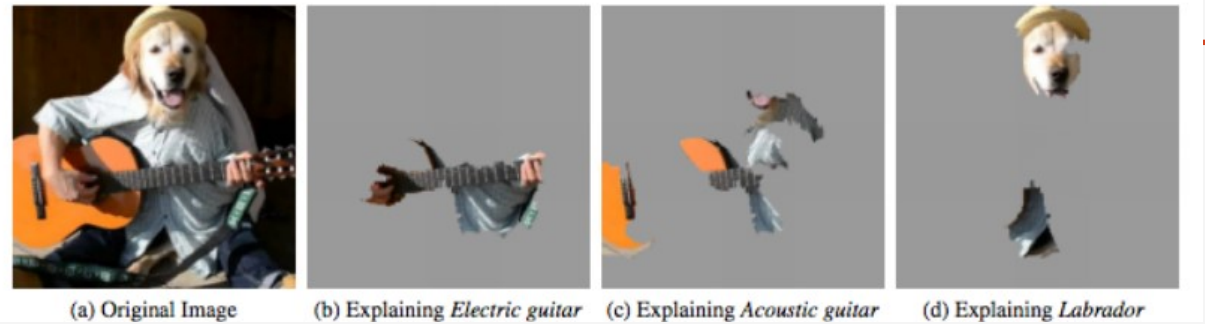 (a) Original Image
(b) Explaining Electric guitar
(c) Explaining Acoustic guitar
(d) Explaining Labrador